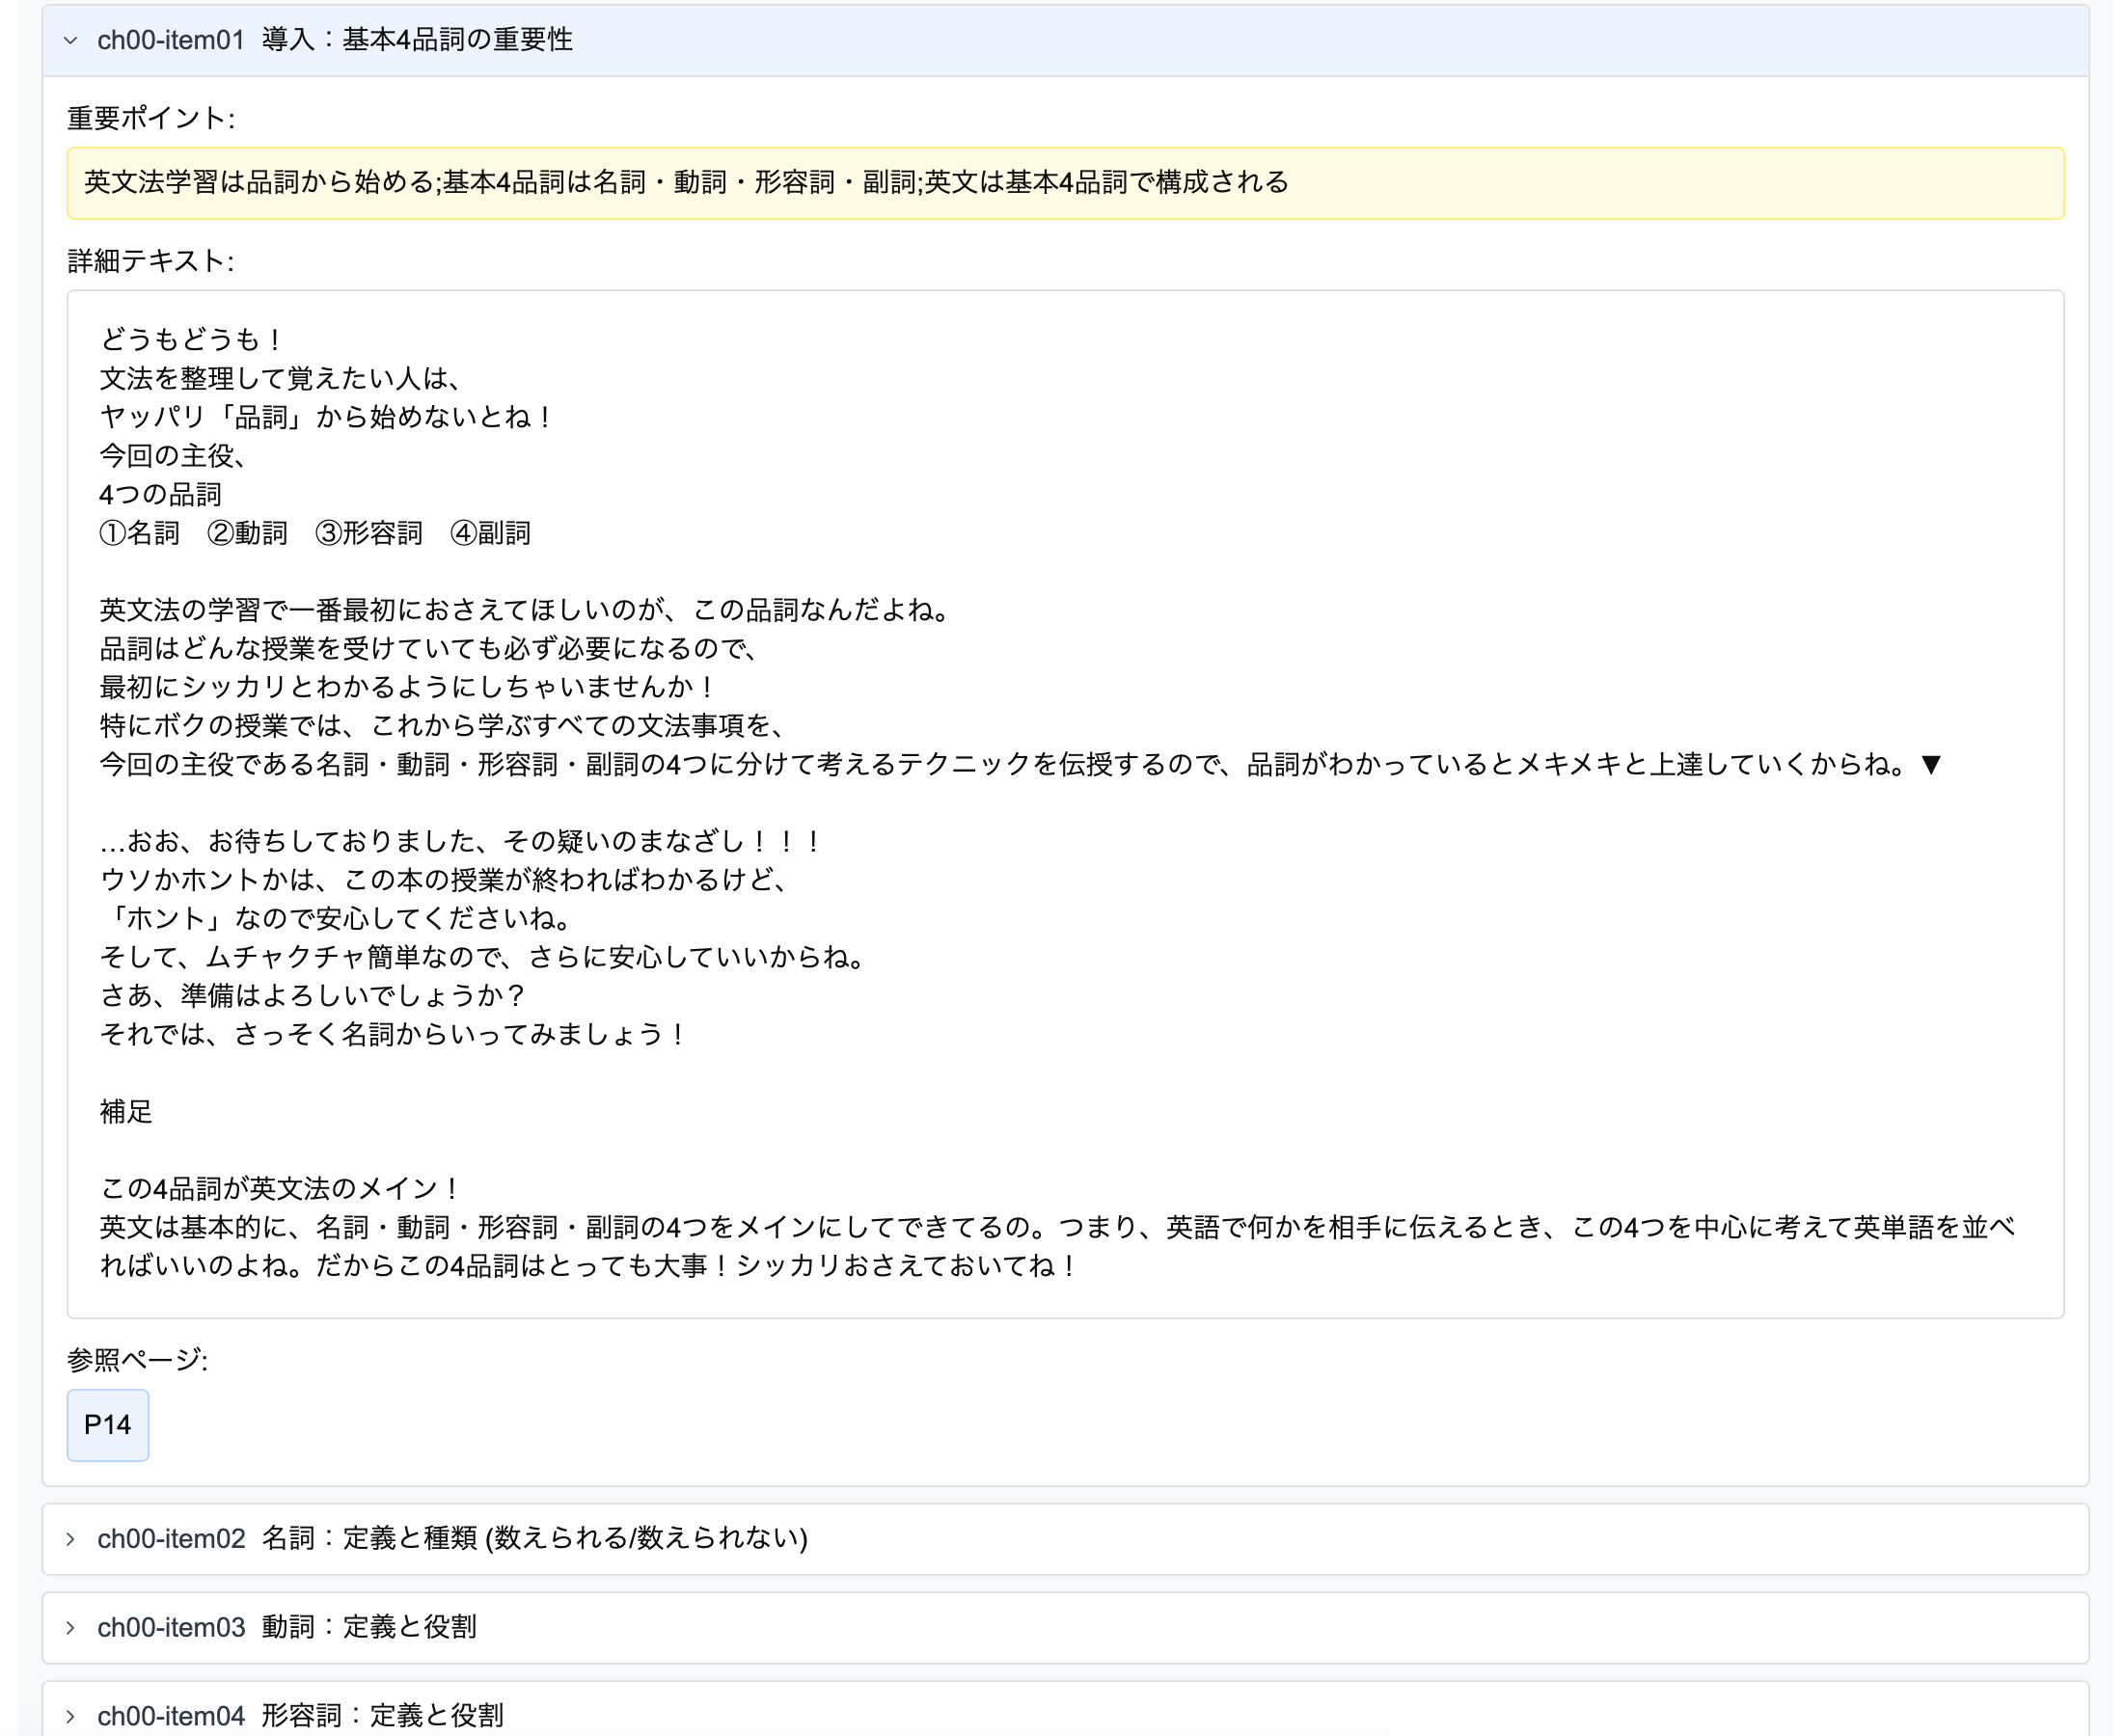 ch00-item01 導入：基本4品詞の重要性
重要ポイント:
英文法学習は品詞から始める;基本4品詞は名詞・動詞・形容詞・副詞;英文は基本4品詞で構成される
詳細テキスト:
どうもどうも！
文法を整理して覚えたい人は、
ヤッパリ「品詞」から始めないとね！
今回の主役、
4つの品詞
①名詞　②動詞　③形容詞　④副詞
英文法の学習で一番最初におさえてほしいのが、この品詞なんだよね。
品詞はどんな授業を受けていても必ず必要になるので、
最初にシッカリとわかるようにしちゃいませんか！
特にボクの授業では、これから学ぶすべての文法事項を、
今回の主役である名詞・動詞・形容詞・副詞の4つに分けて考えるテクニックを伝授するので、品詞がわかっているとメキメキと上達していくからね。▼
…おお、お待ちしておりました、その疑いのまなざし！！！
ウソかホントかは、この本の授業が終わればわかるけど、
「ホント」なので安心してくださいね。
そして、ムチャクチャ簡単なので、さらに安心していいからね。
さあ、準備はよろしいでしょうか？
それでは、さっそく名詞からいってみましょう！
補足
この4品詞が英文法のメイン！
英文は基本的に、名詞・動詞・形容詞・副詞の4つをメインにしてできてるの。つまり、英語で何かを相手に伝えるとき、この4つを中心に考えて英単語を並べ
ればいいのよね。だからこの4品詞はとっても大事！シッカリおさえておいてね！
参照ページ:
P14
ch00-item02 名詞：定義と種類 (数えられる/数えられない)
ch00-item03 動詞：定義と役割
ch00-item04 形容詞：定義と役割